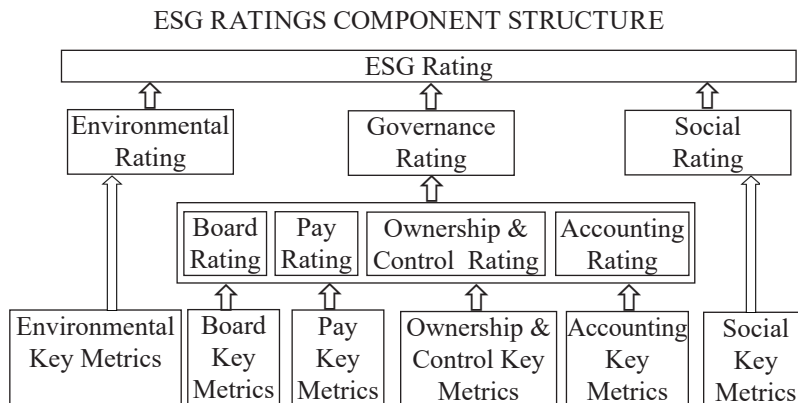 ESG RATINGS COMPONENT STRUCTURE
ESG Rating
Environmental
Rating
Governance
Rating
Social
Rating
Board
Rating
Pay
Rating
Ownership &
Control Rating
Accounting
Rating
Environmental
Key Metrics
Board
Key
Metrics
Pay
Key
Metrics
Ownership &
Control Key
Metrics
Accounting
Key
Metrics
Social
Key
Metrics